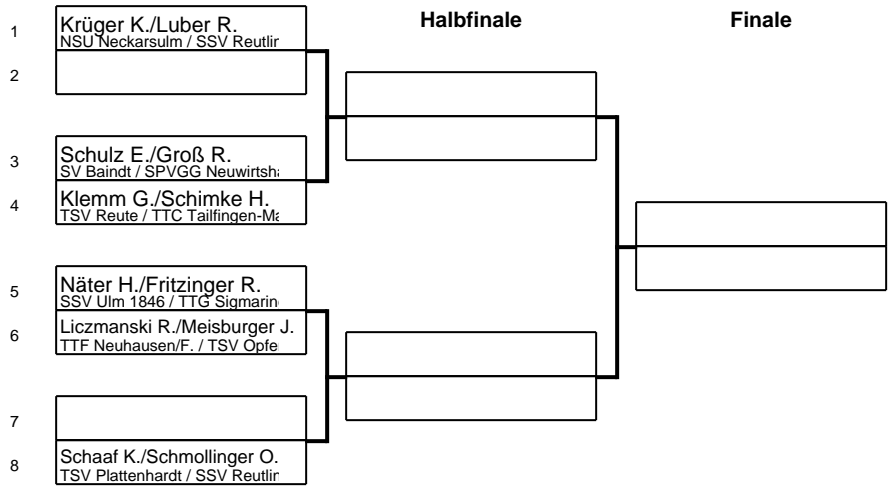 Halbfinale
Finale
1
Krüger K./Luber R.
NSU Neckarsulm / SSV Reutlin
2
3
Schulz E./Groß R.
SV Baindt / SPVGG Neuwirtsha
4
Klemm G./Schimke H.
TSV Reute / TTC Tailfingen-Ma
5
Näter H./Fritzinger R.
SSV Ulm 1846 / TTG Sigmarin
6
Liczmanski R./Meisburger J.
TTF Neuhausen/F. / TSV Opfe
7
8
Schaaf K./Schmollinger O.
TSV Plattenhardt / SSV Reutlin